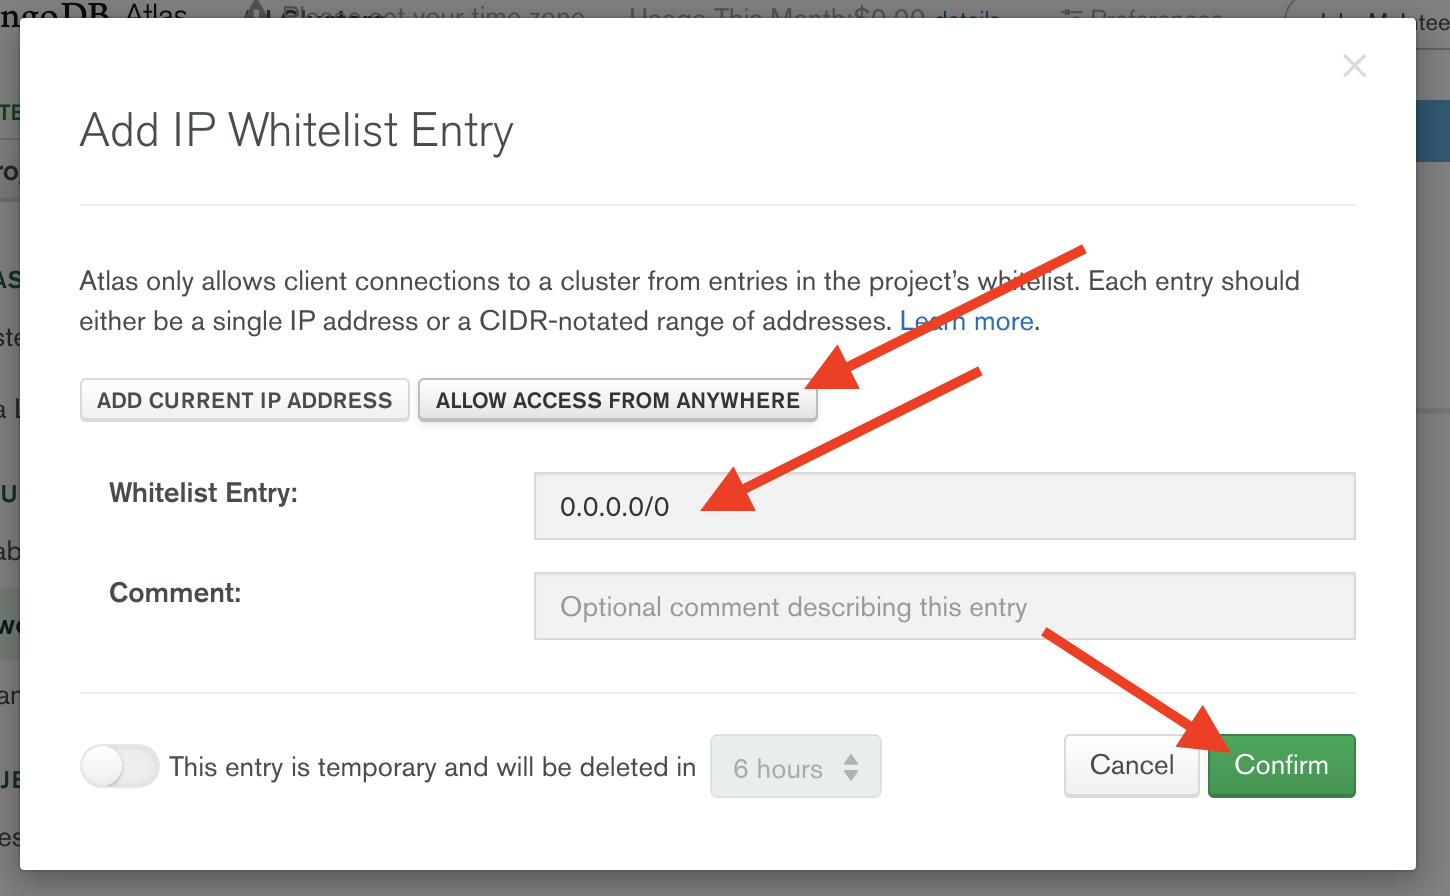 Atlas
Usage This Month:$0.00 details
Preferences
Add IP Whitelist Entry
Atlas only allows client connections to a cluster from entries in the project's whitelist. Each entry should
either be a single IP address or a CIDR-notated range of addresses. Learn more.
ADD CURRENT IP ADDRESS
ALLOW ACCESS FROM ANYWHERE
Whitelist Entry:
0.0.0.0/0
Comment:
Optional comment describing this entry
This entry is temporary and will be deleted in
6 hours
Cancel
Confirm